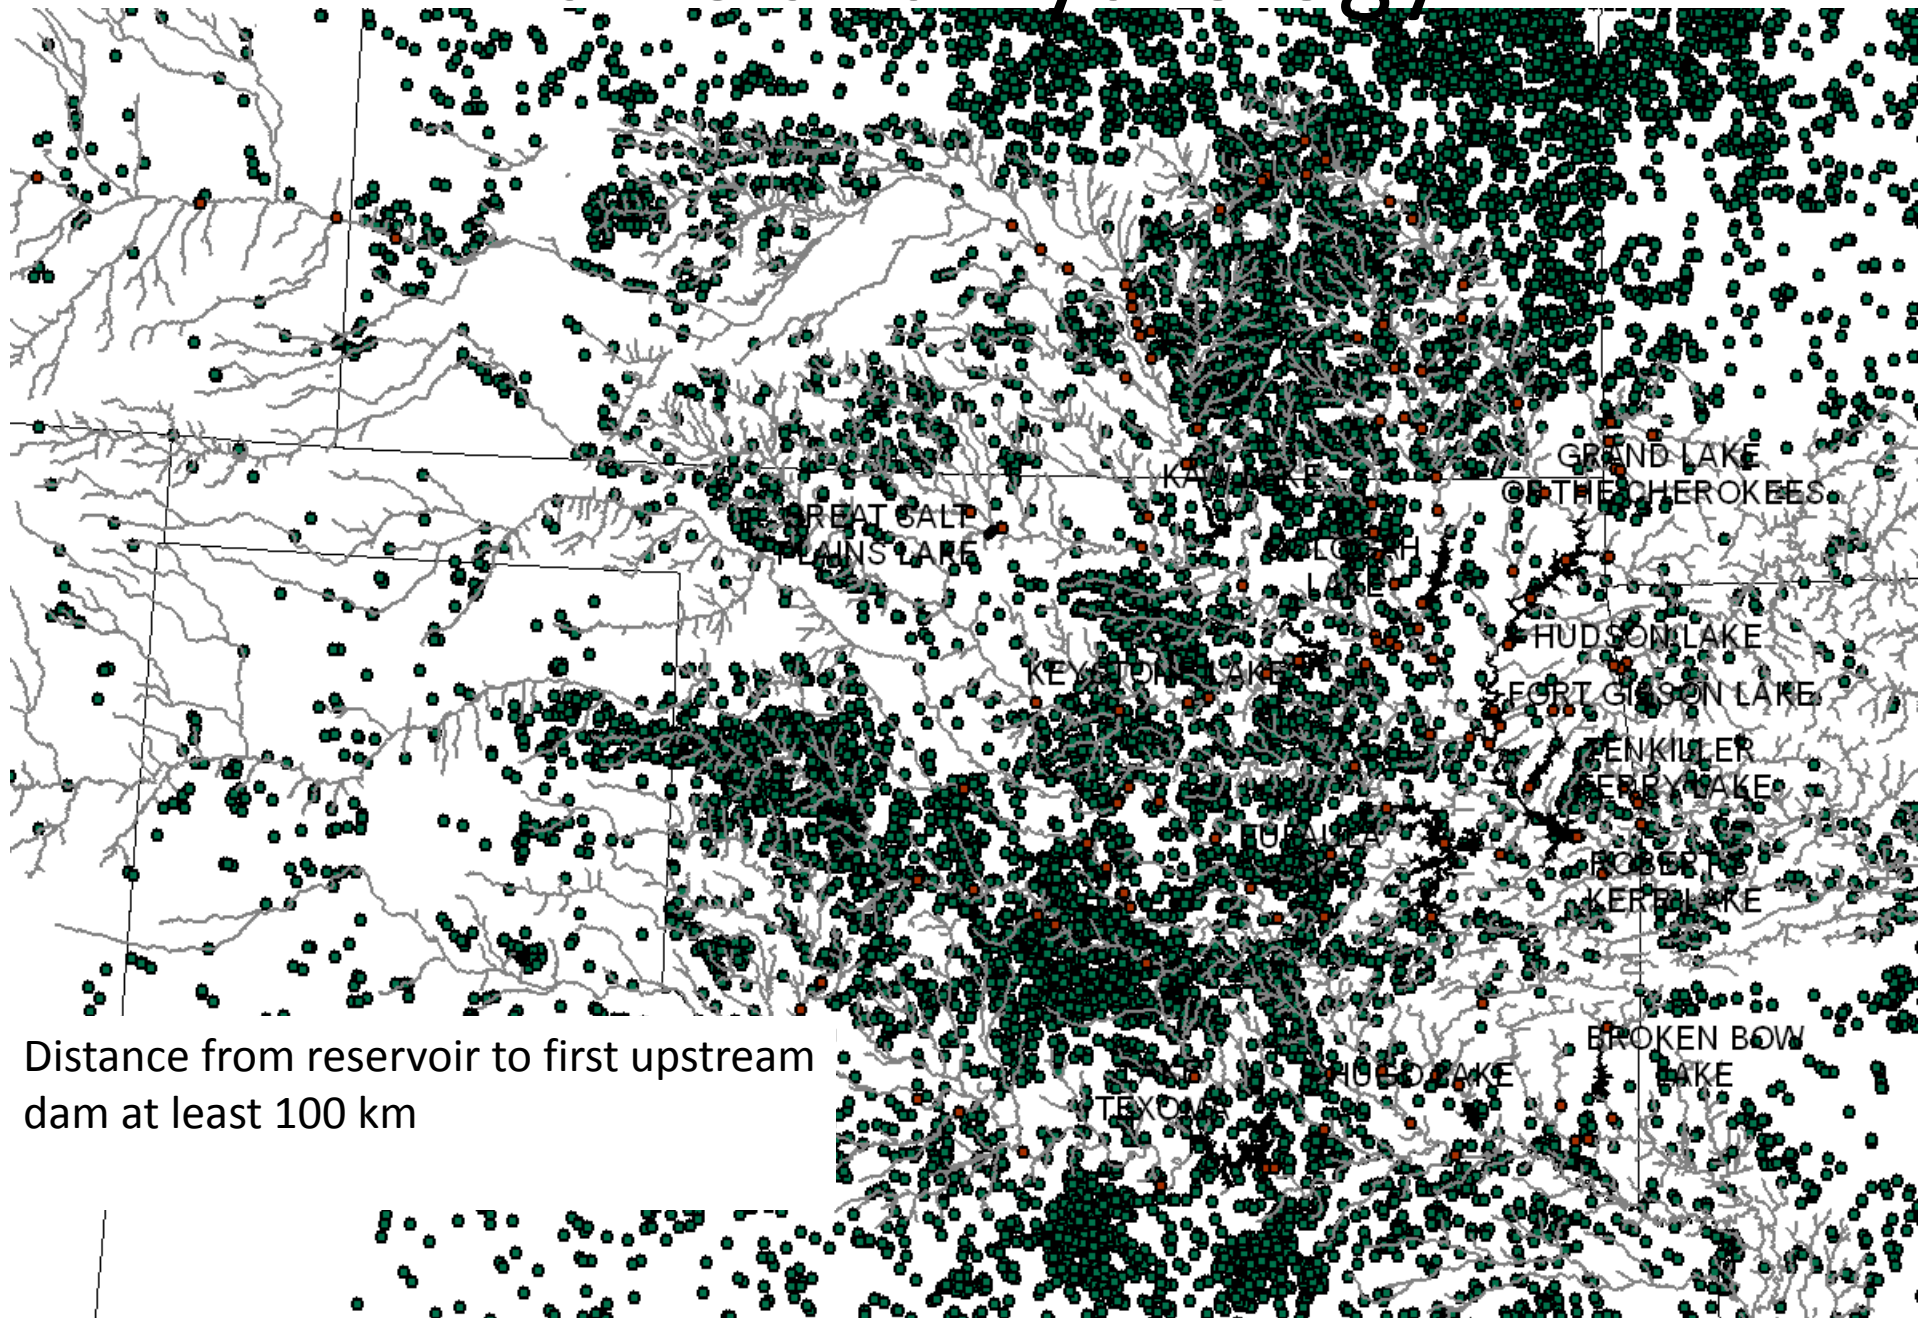 KAW LAKE
GRAND LAKE
OF THE CHEROKEES
GREAT SALT
PLAINS LAKE
OOLOGAH
LAKE
HUDSON LAKE
KEYSTONE LAKE
FORT GIBSON LAKE
TENKILLER
FERRY LAKE
EUFAULA
ROBERT S
KERR LAKE
BROKEN BOW
LAKE
HUGO LAKE
LAKE
TEXOMA
Distance from reservoir to first upstream
dam at least 100 km